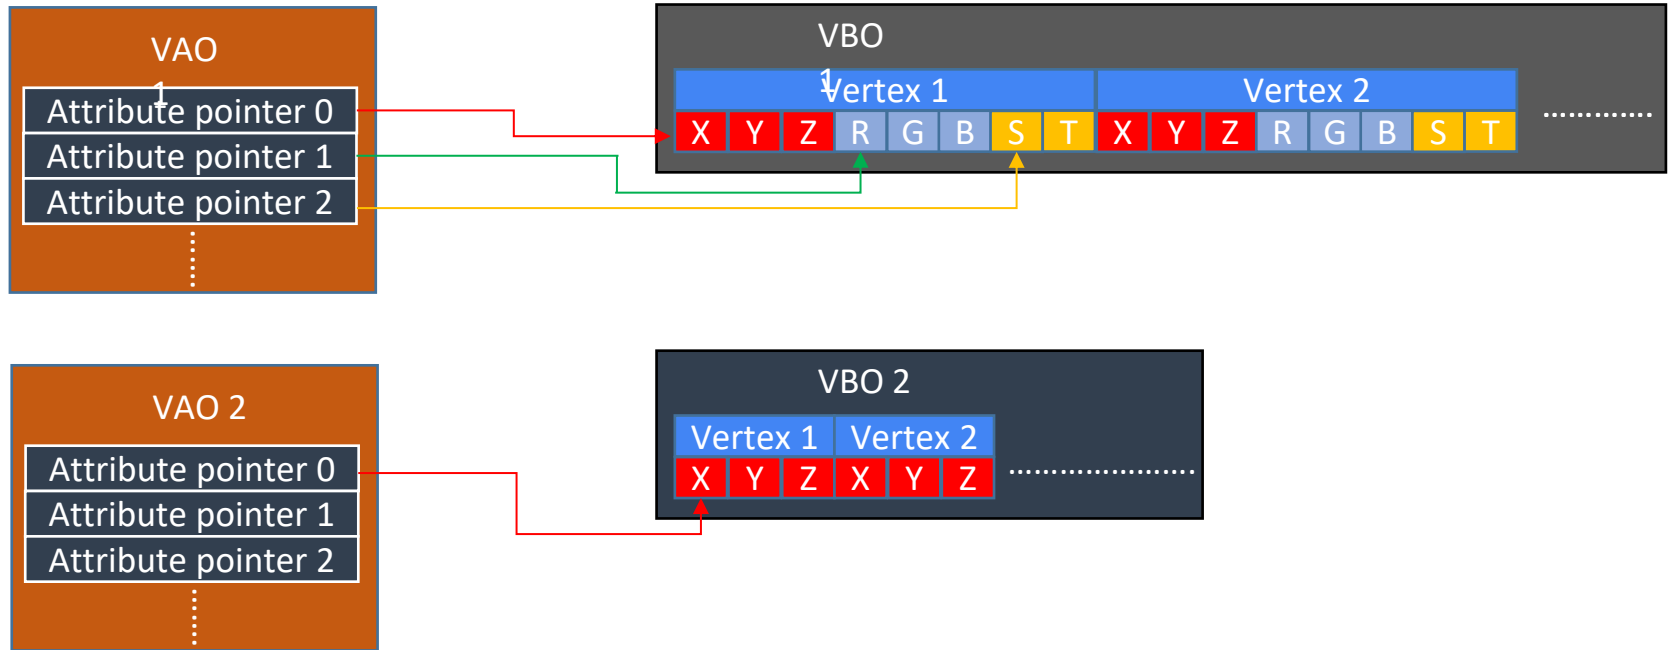 VAO
1
Attribute pointer 0
Attribute pointer 1
Attribute pointer 2
VBO
1
Vertex 1 Vertex 2
X Y Z R G B S T X Y Z R G B S T
VAO 2
Attribute pointer 0
Attribute pointer 1
Attribute pointer 2
VBO 2
Vertex 1 Vertex 2
X Y Z X Y Z